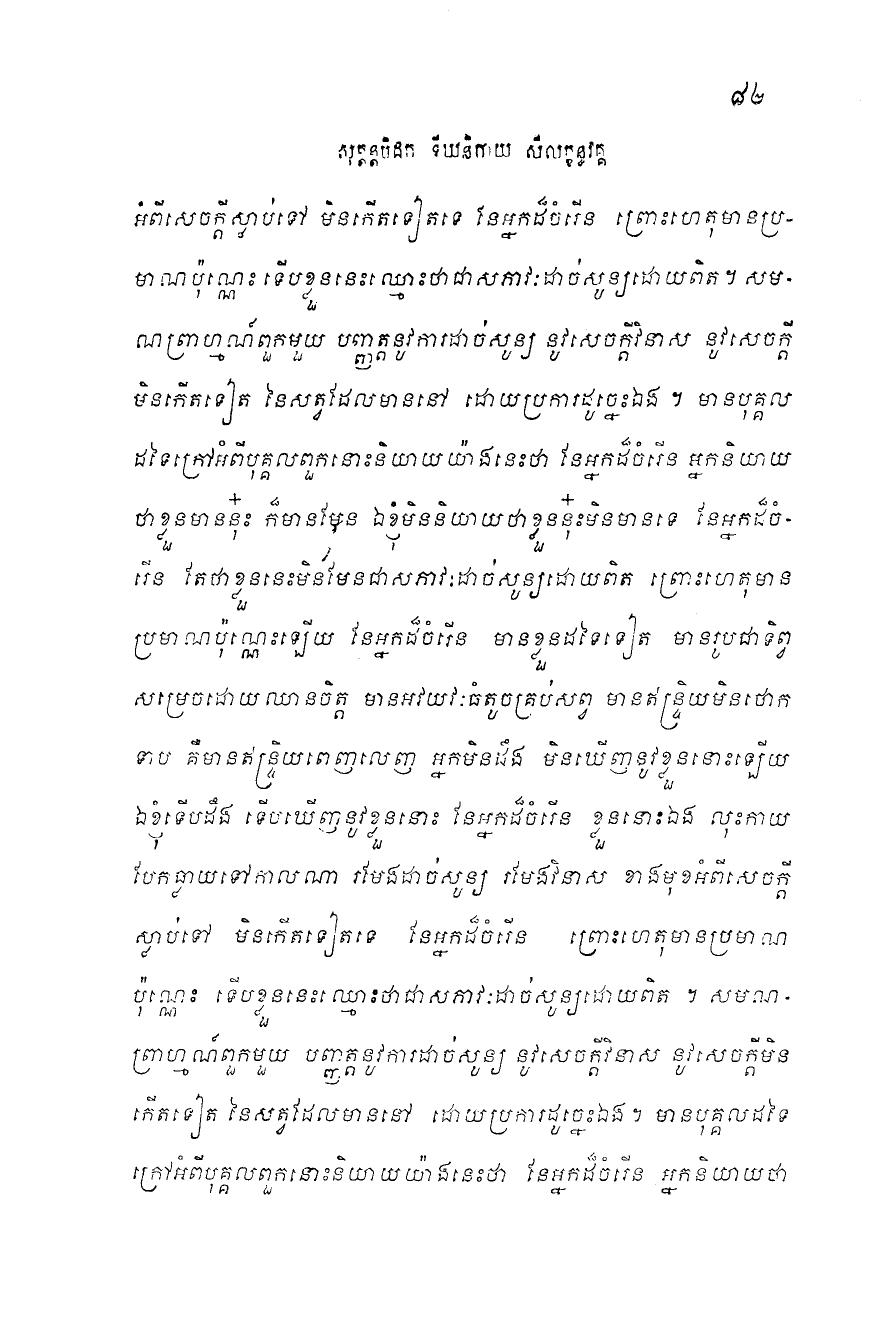 ៨២
សុត្តន្តបិដក ទីឃនិកាយ សីលក្ខន្ធវគ្គ
អំពីសេចក្តីស្លាប់ទៅ មិនកើតទៀតទេ នែអ្នកដ៏ចំរើន ព្រោះហេតុមានប្រ-
មាណប៉ុណ្ណេះ ទើបខ្លួននេះឈ្មោះថាជាសភាវៈដាច់សូន្យដោយពិត។ សម-
ណព្រាហ្មណ៍ពួកមួយ បញ្ញត្តនូវការដាច់សូន្យ នូវសេចក្តីវិនាស នូវសេចក្តី
មិនកើតទៀត នៃសត្វដែលមាននៅ ដោយប្រការដូច្នេះឯង ។ មានបុគ្គល
ដទៃក្រៅអំពីបុគ្គលពួកនោះនិយាយយ៉ាងនេះថា នែអ្នកដ៏ចំរើន អ្នកនិយាយ
ថាខ្លួនមាននុ៎ះ ក៏មានមែន ឯខ្ញុំមិននិយាយថាខ្លួននុ៎ះមិនមានទេ នែអ្នកដ៏ចំ-
រើន តែថាខ្លួននេះមិនមែនជាសភាវៈដាច់សូន្យដោយពិត ព្រោះហេតុមាន
ប្រមាណប៉ុណ្ណេះឡើយ នែអ្នកដ៏ចំរើន មានខ្លួនដទៃទៀត មានរូបជាទិព្វ
សម្រេចដោយឈានចិត្ត មានអវយវៈធំតូចគ្រប់សព្វ មានឥន្ទ្រិយមិនថោក
ទាប គឺមានឥន្ទ្រិយពេញលេញ អ្នកមិនដឹង មិនឃើញនូវខ្លួននោះឡើយ
ឯខ្ញុំទើបដឹង ទើបឃើញនូវខ្លួននោះ នែអ្នកដ៏ចំរើន ខ្លួននោះឯង លុះកាយ
បែកធ្លាយទៅកាលណា រមែងដាច់សូន្យ រមែងវិនាស ខាងមុខអំពីសេចក្តី
ស្លាប់ទៅ មិនកើតទៀតទេ នែអ្នកដ៏ចំរើន ព្រោះហេតុមានប្រមាណ
ប៉ុណ្ណេះ ទើបខ្លួននេះឈ្មោះថាជាសភាវៈដាច់សូន្យដោយពិត ។ សមណ-
ព្រាហ្មណ៍ពួកមួយ បញ្ញត្តនូវការដាច់សូន្យ នូវសេចក្តីវិនាស នូវសេចក្តីមិន
កើតទៀត នៃសត្វដែលមាននៅ ដោយប្រការដូច្នេះឯង។ មានបុគ្គលដទៃ
ក្រៅអំពីបុគ្គលពួកនោះនិយាយយ៉ាងនេះថា នែអ្នកដ៏ចំរើន អ្នកនិយាយថា